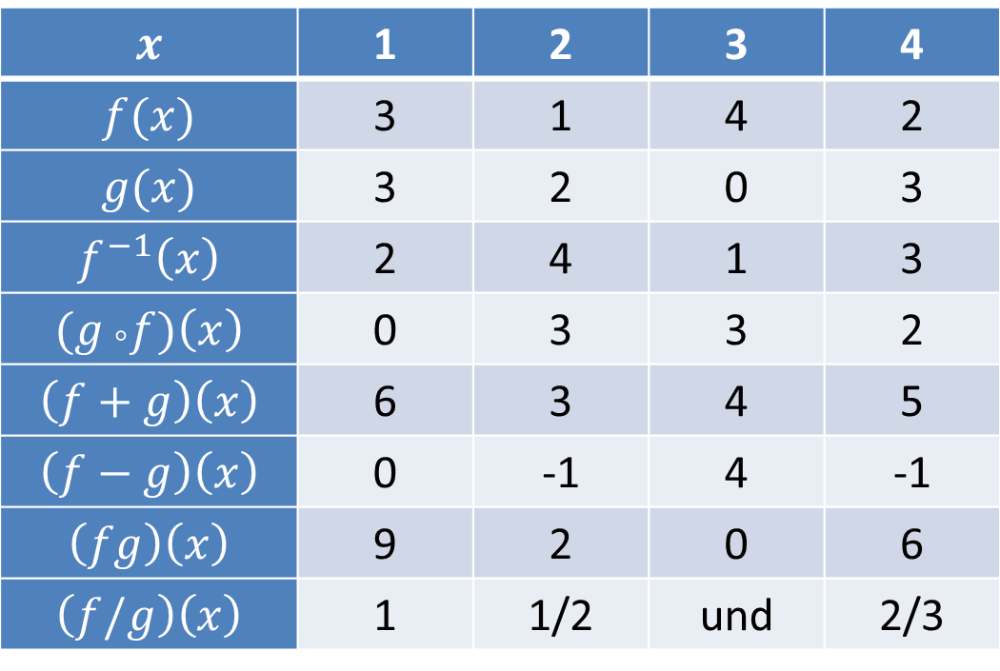 x 1 2 3 4
f(x) 3 1 4 2
g(x) 3 2 0 3
f⁻¹(x) 2 4 1 3
(g∘f)(x) 0 3 3 2
(f + g)(x) 6 3 4 5
(f − g)(x) 0 -1 4 -1
(fg)(x) 9 2 0 6
(f/g)(x) 1 1/2 und 2/3